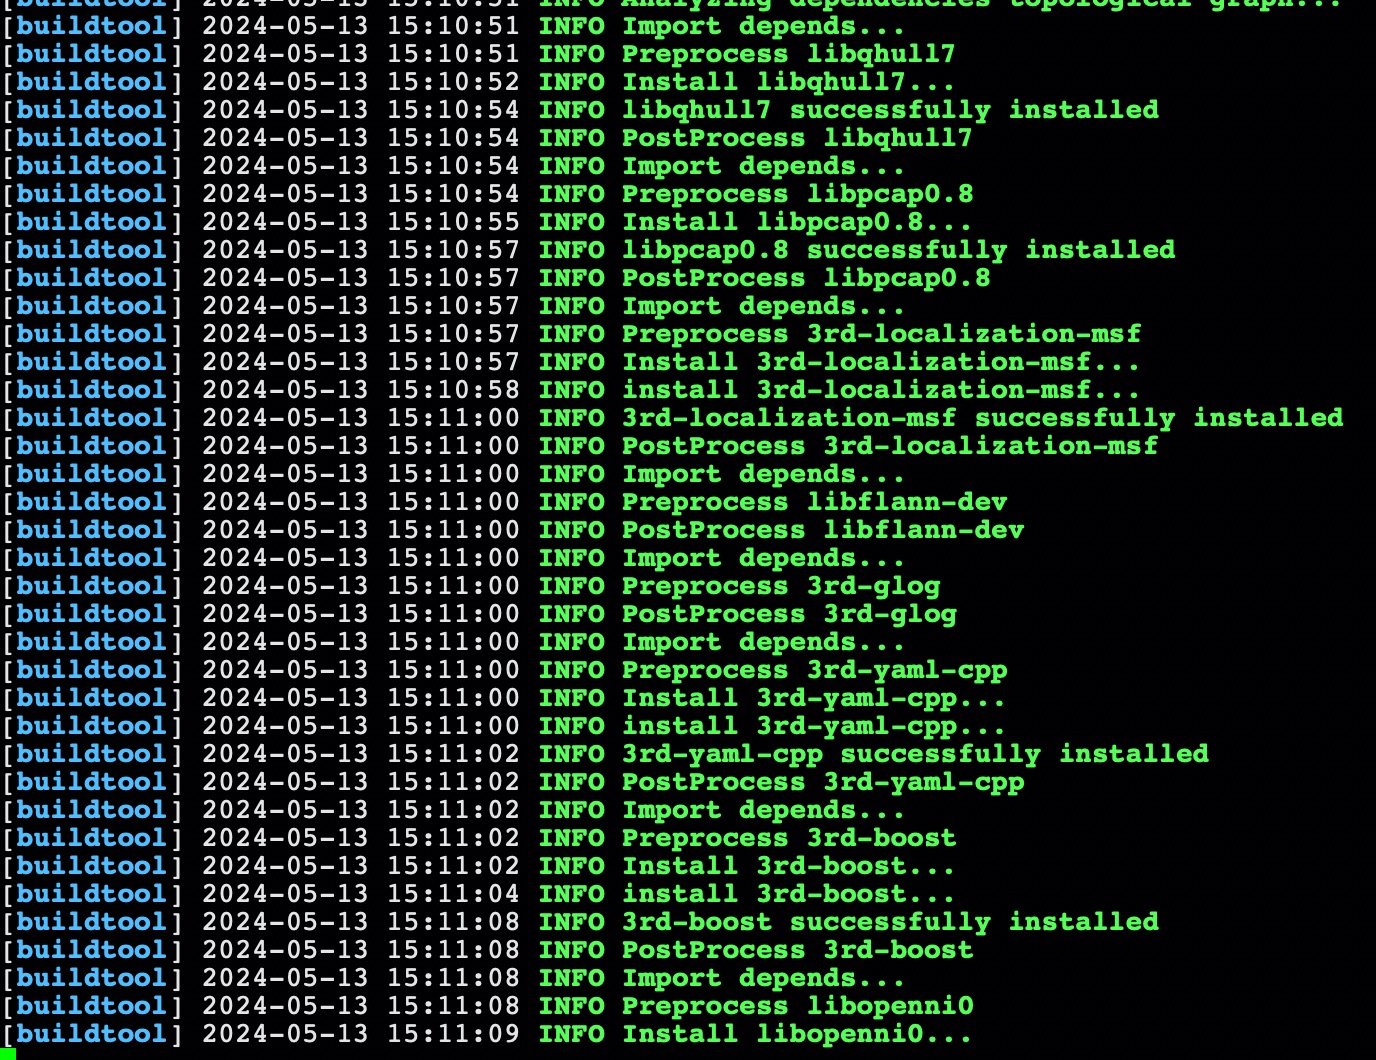 [buildtool] 2024-05-13 15:10:51 INFO Analyzing dependencies topological graph...
[buildtool] 2024-05-13 15:10:51 INFO Import depends...
[buildtool] 2024-05-13 15:10:51 INFO Preprocess libqhull7
[buildtool] 2024-05-13 15:10:52 INFO Install libqhull7...
[buildtool] 2024-05-13 15:10:54 INFO libqhull7 successfully installed
[buildtool] 2024-05-13 15:10:54 INFO PostProcess libqhull7
[buildtool] 2024-05-13 15:10:54 INFO Import depends...
[buildtool] 2024-05-13 15:10:54 INFO Preprocess libpcap0.8
[buildtool] 2024-05-13 15:10:55 INFO Install libpcap0.8...
[buildtool] 2024-05-13 15:10:57 INFO libpcap0.8 successfully installed
[buildtool] 2024-05-13 15:10:57 INFO PostProcess libpcap0.8
[buildtool] 2024-05-13 15:10:57 INFO Import depends...
[buildtool] 2024-05-13 15:10:57 INFO Preprocess 3rd-localization-msf
[buildtool] 2024-05-13 15:10:57 INFO Install 3rd-localization-msf...
[buildtool] 2024-05-13 15:10:58 INFO install 3rd-localization-msf...
[buildtool] 2024-05-13 15:11:00 INFO 3rd-localization-msf successfully installed
[buildtool] 2024-05-13 15:11:00 INFO PostProcess 3rd-localization-msf
[buildtool] 2024-05-13 15:11:00 INFO Import depends...
[buildtool] 2024-05-13 15:11:00 INFO Preprocess libflann-dev
[buildtool] 2024-05-13 15:11:00 INFO PostProcess libflann-dev
[buildtool] 2024-05-13 15:11:00 INFO Import depends...
[buildtool] 2024-05-13 15:11:00 INFO Preprocess 3rd-glog
[buildtool] 2024-05-13 15:11:00 INFO PostProcess 3rd-glog
[buildtool] 2024-05-13 15:11:00 INFO Import depends...
[buildtool] 2024-05-13 15:11:00 INFO Preprocess 3rd-yaml-cpp
[buildtool] 2024-05-13 15:11:00 INFO Install 3rd-yaml-cpp...
[buildtool] 2024-05-13 15:11:00 INFO install 3rd-yaml-cpp...
[buildtool] 2024-05-13 15:11:02 INFO 3rd-yaml-cpp successfully installed
[buildtool] 2024-05-13 15:11:02 INFO PostProcess 3rd-yaml-cpp
[buildtool] 2024-05-13 15:11:02 INFO Import depends...
[buildtool] 2024-05-13 15:11:02 INFO Preprocess 3rd-boost
[buildtool] 2024-05-13 15:11:02 INFO Install 3rd-boost...
[buildtool] 2024-05-13 15:11:04 INFO install 3rd-boost...
[buildtool] 2024-05-13 15:11:08 INFO 3rd-boost successfully installed
[buildtool] 2024-05-13 15:11:08 INFO PostProcess 3rd-boost
[buildtool] 2024-05-13 15:11:08 INFO Import depends...
[buildtool] 2024-05-13 15:11:08 INFO Preprocess libopenni0
[buildtool] 2024-05-13 15:11:09 INFO Install libopenni0...